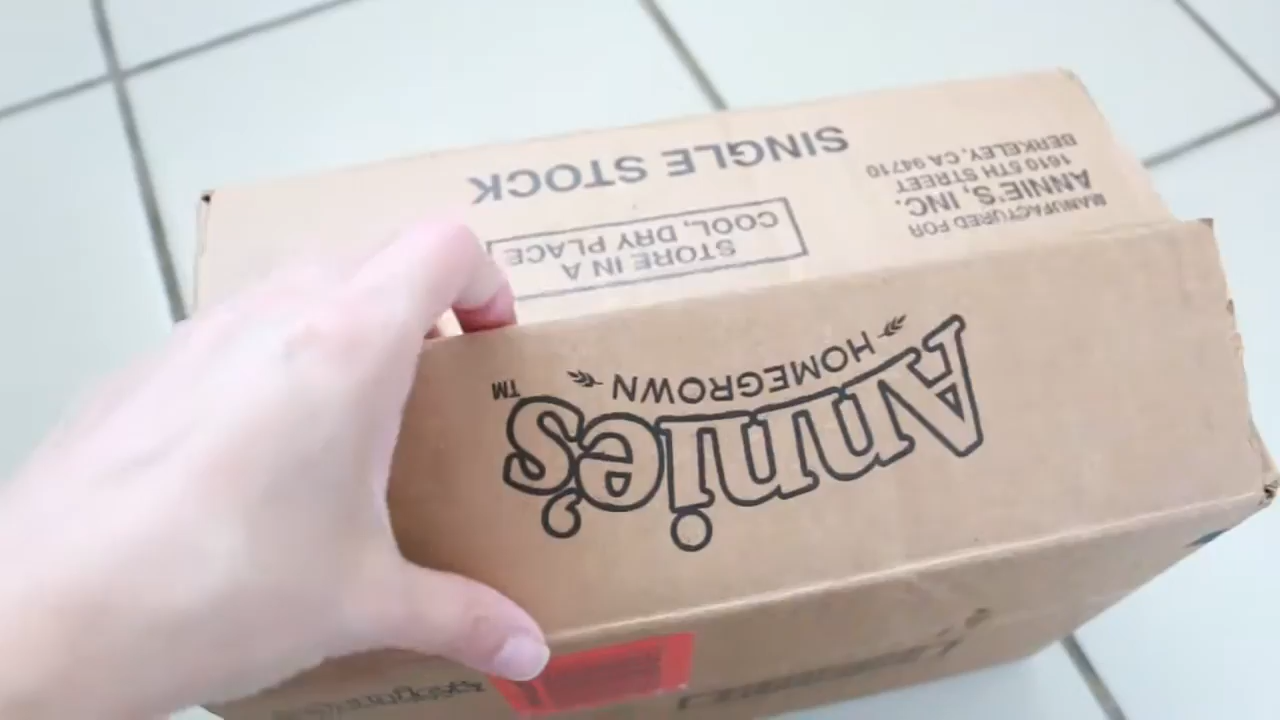 Annie's
HOMEGROWN TM
MANUFACTURED FOR
ANNIE'S, INC.
1610 5TH STREET
BERKELEY, CA 94710
STORE IN A
COOL, DRY PLACE
SINGLE STOCK